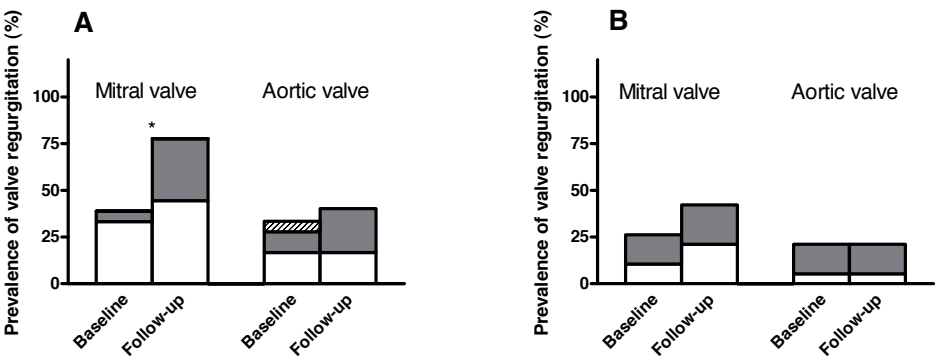 A
Prevalence of valve regurgitation (%)
100
75
50
25
0
Mitral valve
Aortic valve
*
Baseline
Follow-up
Baseline
Follow-up
B
Prevalence of valve regurgitation (%)
100
75
50
25
0
Mitral valve
Aortic valve
Baseline
Follow-up
Baseline
Follow-up